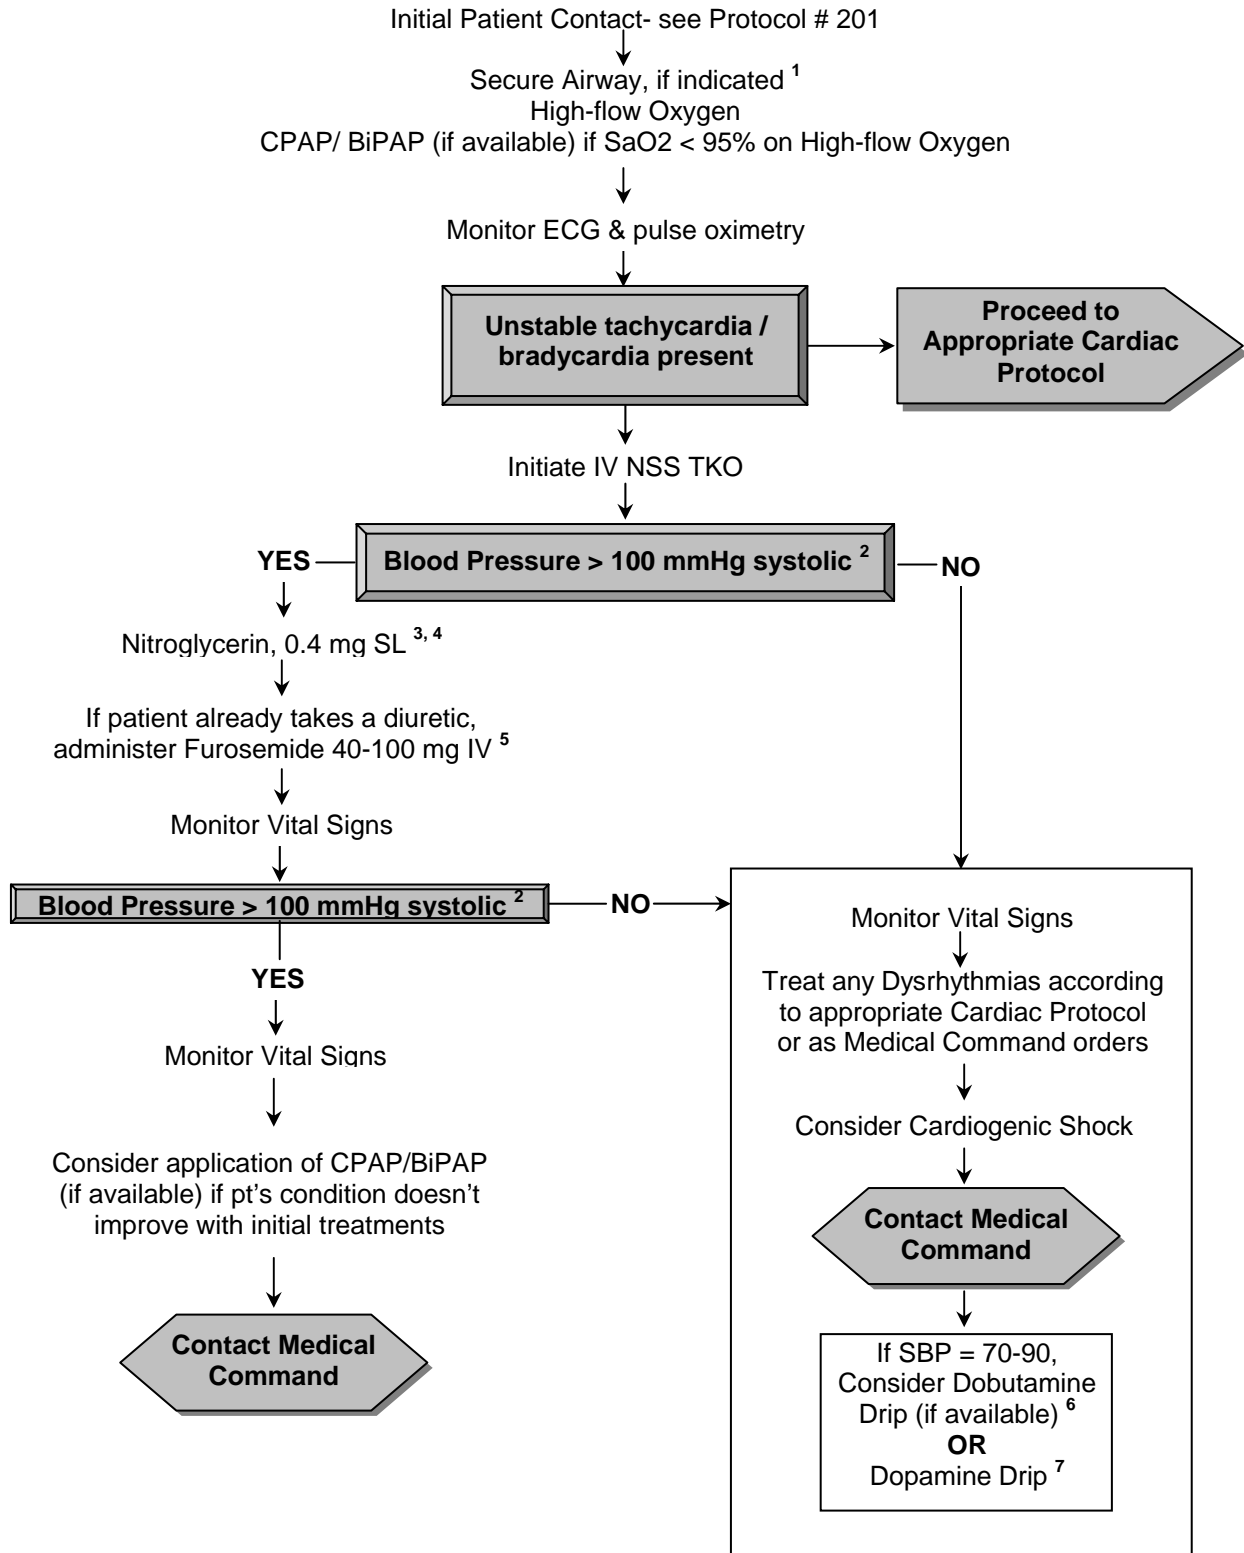 Initial Patient Contact- see Protocol # 201
Secure Airway, if indicated 1
High-flow Oxygen
CPAP/ BiPAP (if available) if SaO2 < 95% on High-flow Oxygen
Monitor ECG & pulse oximetry
Unstable tachycardia /
bradycardia present
Proceed to
Appropriate Cardiac
Protocol
Initiate IV NSS TKO
Blood Pressure > 100 mmHg systolic 2
YES
NO
Nitroglycerin, 0.4 mg SL 3, 4
If patient already takes a diuretic,
administer Furosemide 40-100 mg IV 5
Monitor Vital Signs
Blood Pressure > 100 mmHg systolic 2
NO
YES
Monitor Vital Signs
Consider application of CPAP/BiPAP
(if available) if pt's condition doesn't
improve with initial treatments
Contact Medical
Command
Monitor Vital Signs
Treat any Dysrhythmias according
to appropriate Cardiac Protocol
or as Medical Command orders
Consider Cardiogenic Shock
Contact Medical
Command
If SBP = 70-90,
Consider Dobutamine
Drip (if available) 6
OR
Dopamine Drip 7